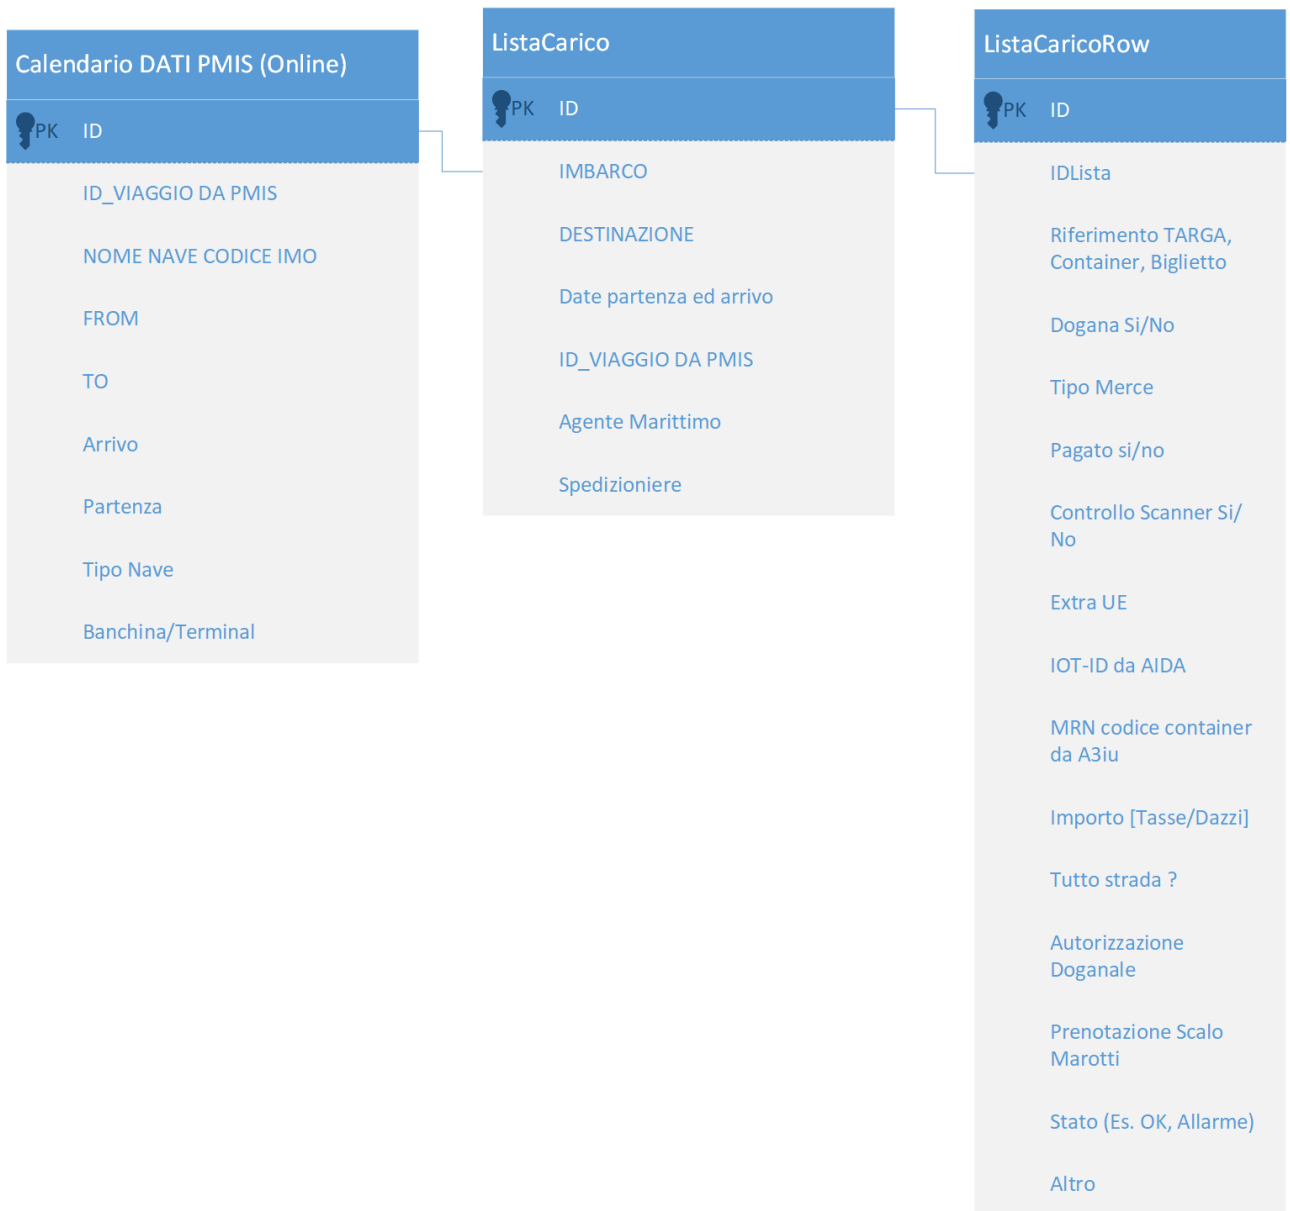 Calendario DATI PMIS (Online)
PK ID
ID_VIAGGIO DA PMIS
NOME NAVE CODICE IMO
FROM
TO
Arrivo
Partenza
Tipo Nave
Banchina/Terminal
ListaCarico
PK ID
IMBARCO
DESTINAZIONE
Date partenza ed arrivo
ID_VIAGGIO DA PMIS
Agente Marittimo
Spedizioniere
ListaCaricoRow
PK ID
IDLista
Riferimento TARGA,
Container, Biglietto
Dogana Si/No
Tipo Merce
Pagato si/no
Controllo Scanner Si/
No
Extra UE
IOT-ID da AIDA
MRN codice container
da A3iu
Importo [Tasse/Dazzi]
Tutto strada ?
Autorizzazione
Doganale
Prenotazione Scalo
Marotti
Stato (Es. OK, Allarme)
Altro